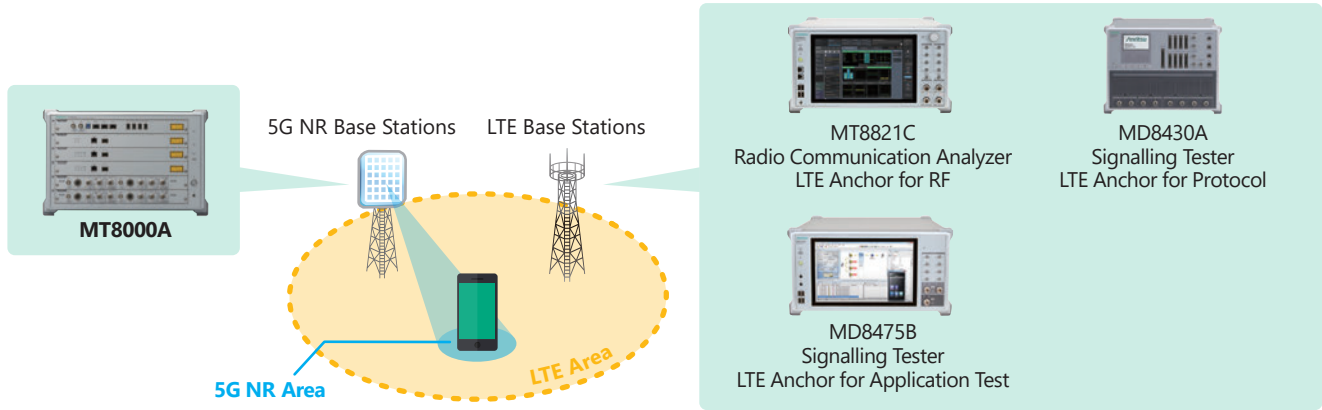 MT8000A
5G NR Base Stations
LTE Base Stations
5G NR Area
LTE Area
MT8821C
Radio Communication Analyzer
LTE Anchor for RF
MD8430A
Signalling Tester
LTE Anchor for Protocol
MD8475B
Signalling Tester
LTE Anchor for Application Test